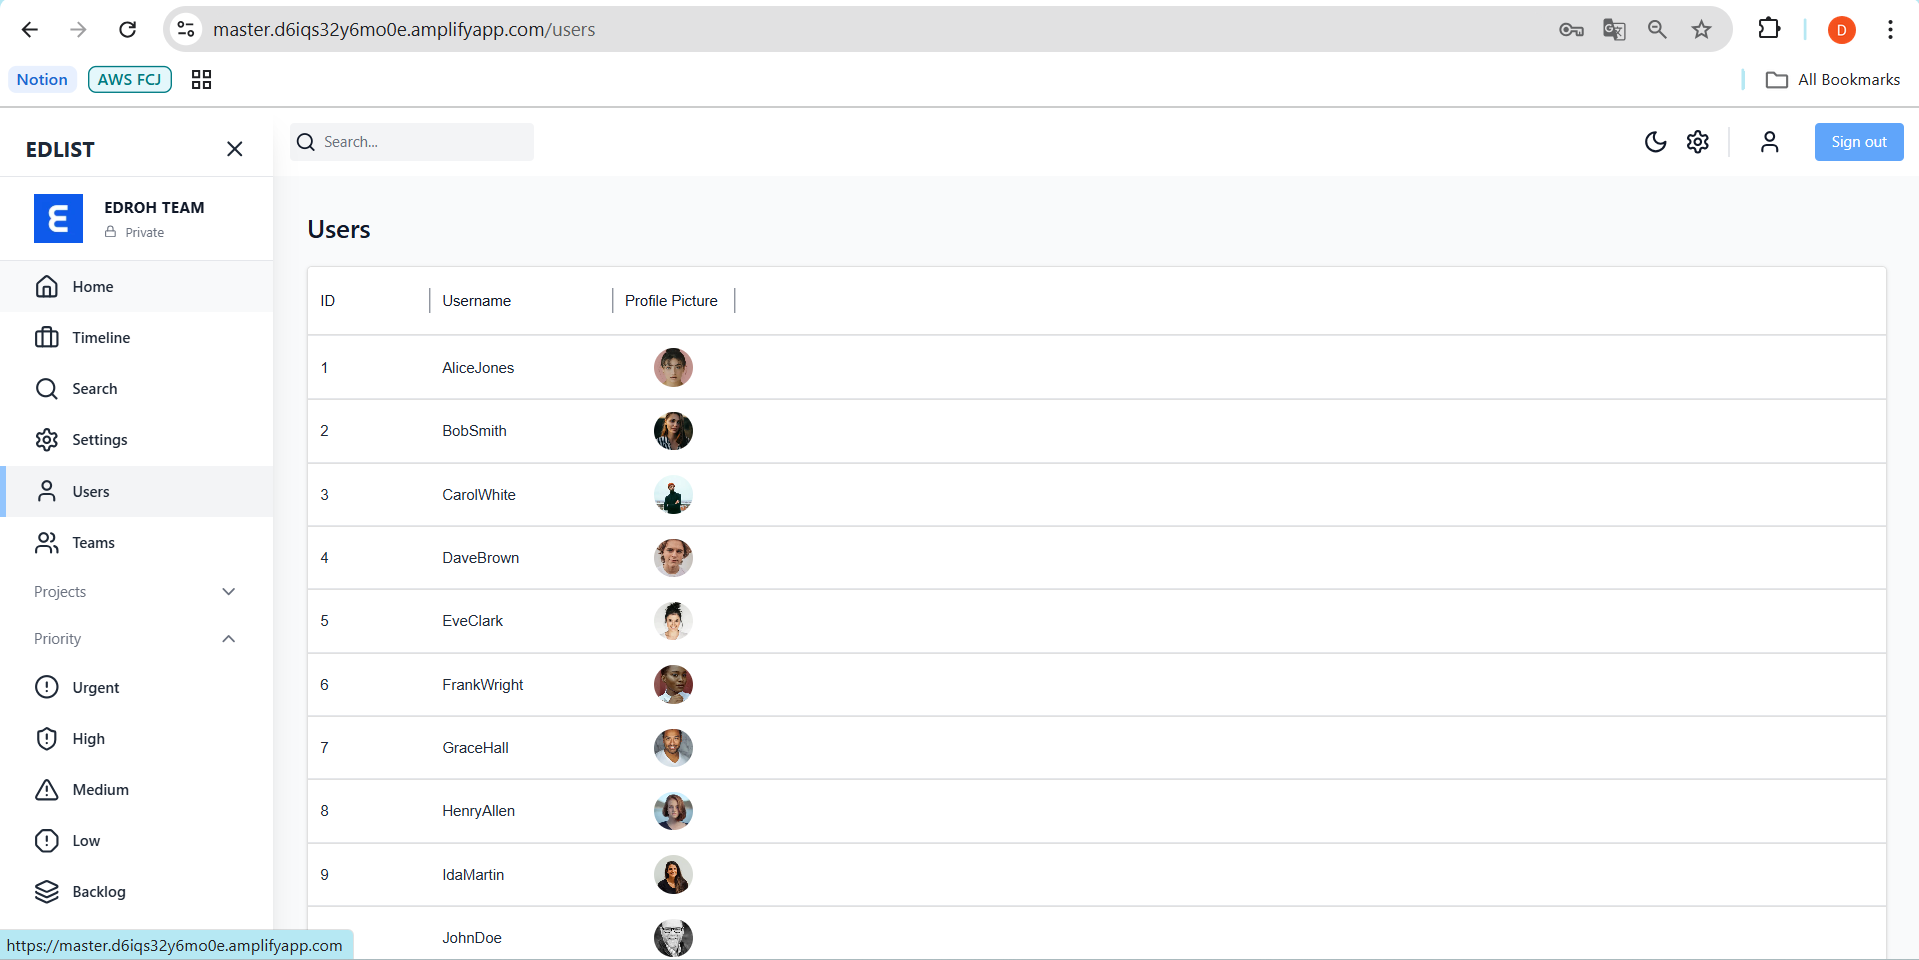 master.d6iqs32y6mo0e.amplifyapp.com/users
D
Notion
AWS FCJ
All Bookmarks
EDLIST
Search...
Sign out
E
EDROH TEAM
Private
Home
Timeline
Search
Settings
Users
Teams
Projects
Priority
Urgent
High
Medium
Low
Backlog
Users
ID Username Profile Picture
1 AliceJones
2 BobSmith
3 CarolWhite
4 DaveBrown
5 EveClark
6 FrankWright
7 GraceHall
8 HenryAllen
9 IdaMartin
JohnDoe
https://master.d6iqs32y6mo0e.amplifyapp.com